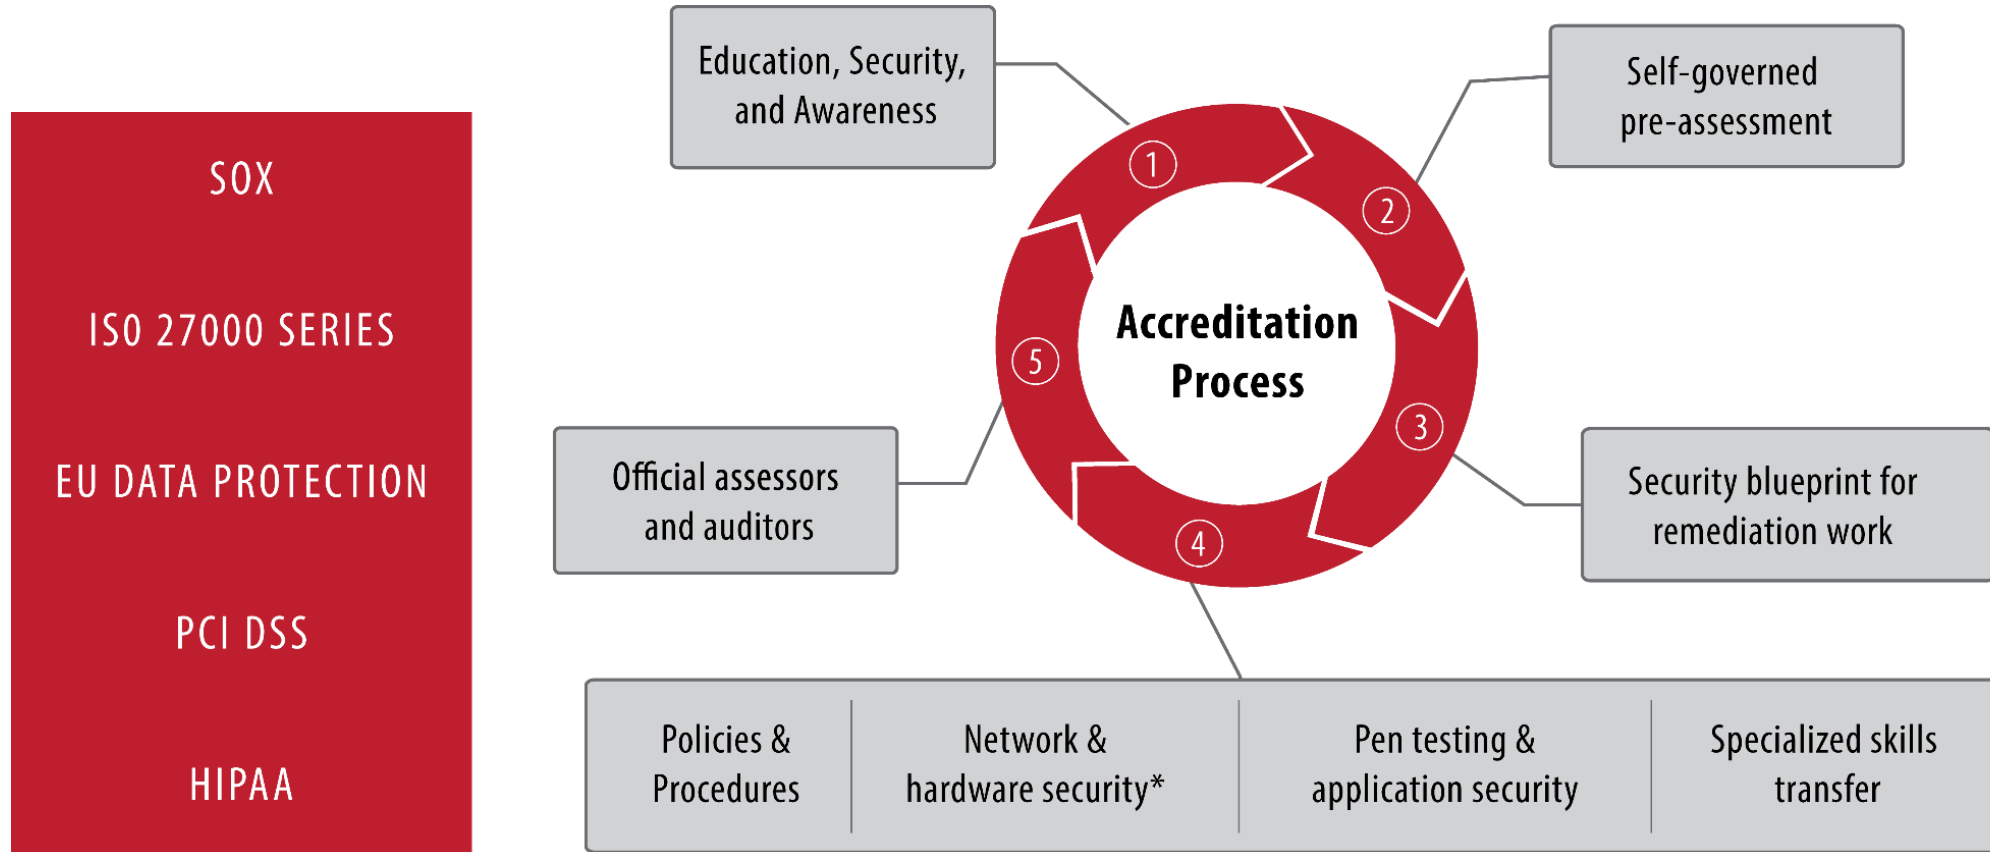 SOX
IS0 27000 SERIES
EU DATA PROTECTION
PCI DSS
HIPAA
Education, Security,
and Awareness
Self-governed
pre-assessment
1
2
3
4
5
Accreditation
Process
Security blueprint for
remediation work
Official assessors
and auditors
Policies &
Procedures
Network &
hardware security*
Pen testing &
application security
Specialized skills
transfer